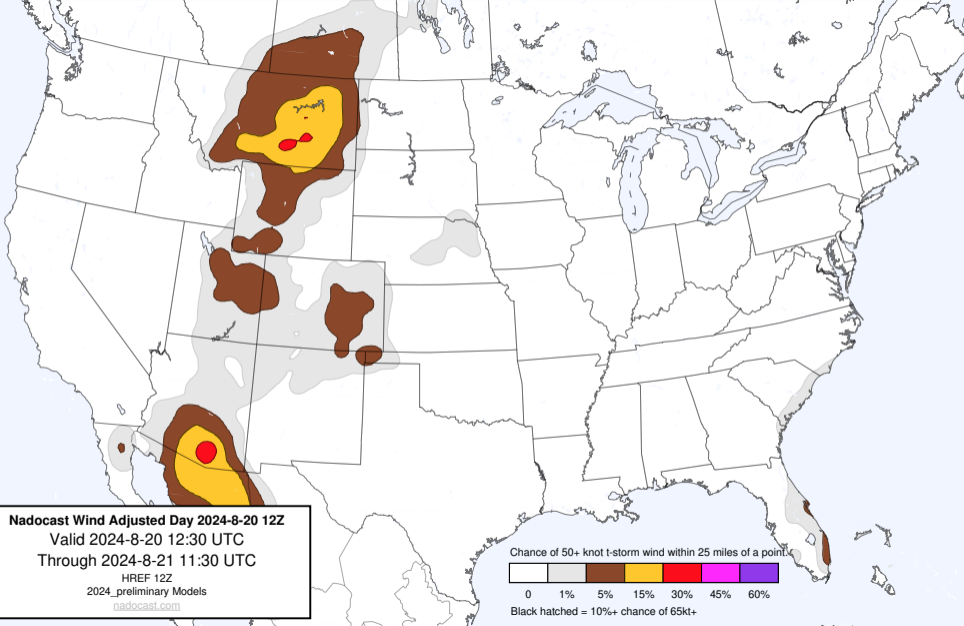 Nadocast Wind Adjusted Day 2024-8-20 12Z
Valid 2024-8-20 12:30 UTC
Through 2024-8-21 11:30 UTC
HREF 12Z
2024_preliminary Models
nadocast.com
Chance of 50+ knot t-storm wind within 25 miles of a point.
0 1% 5% 15% 30% 45% 60%
Black hatched = 10%+ chance of 65kt+